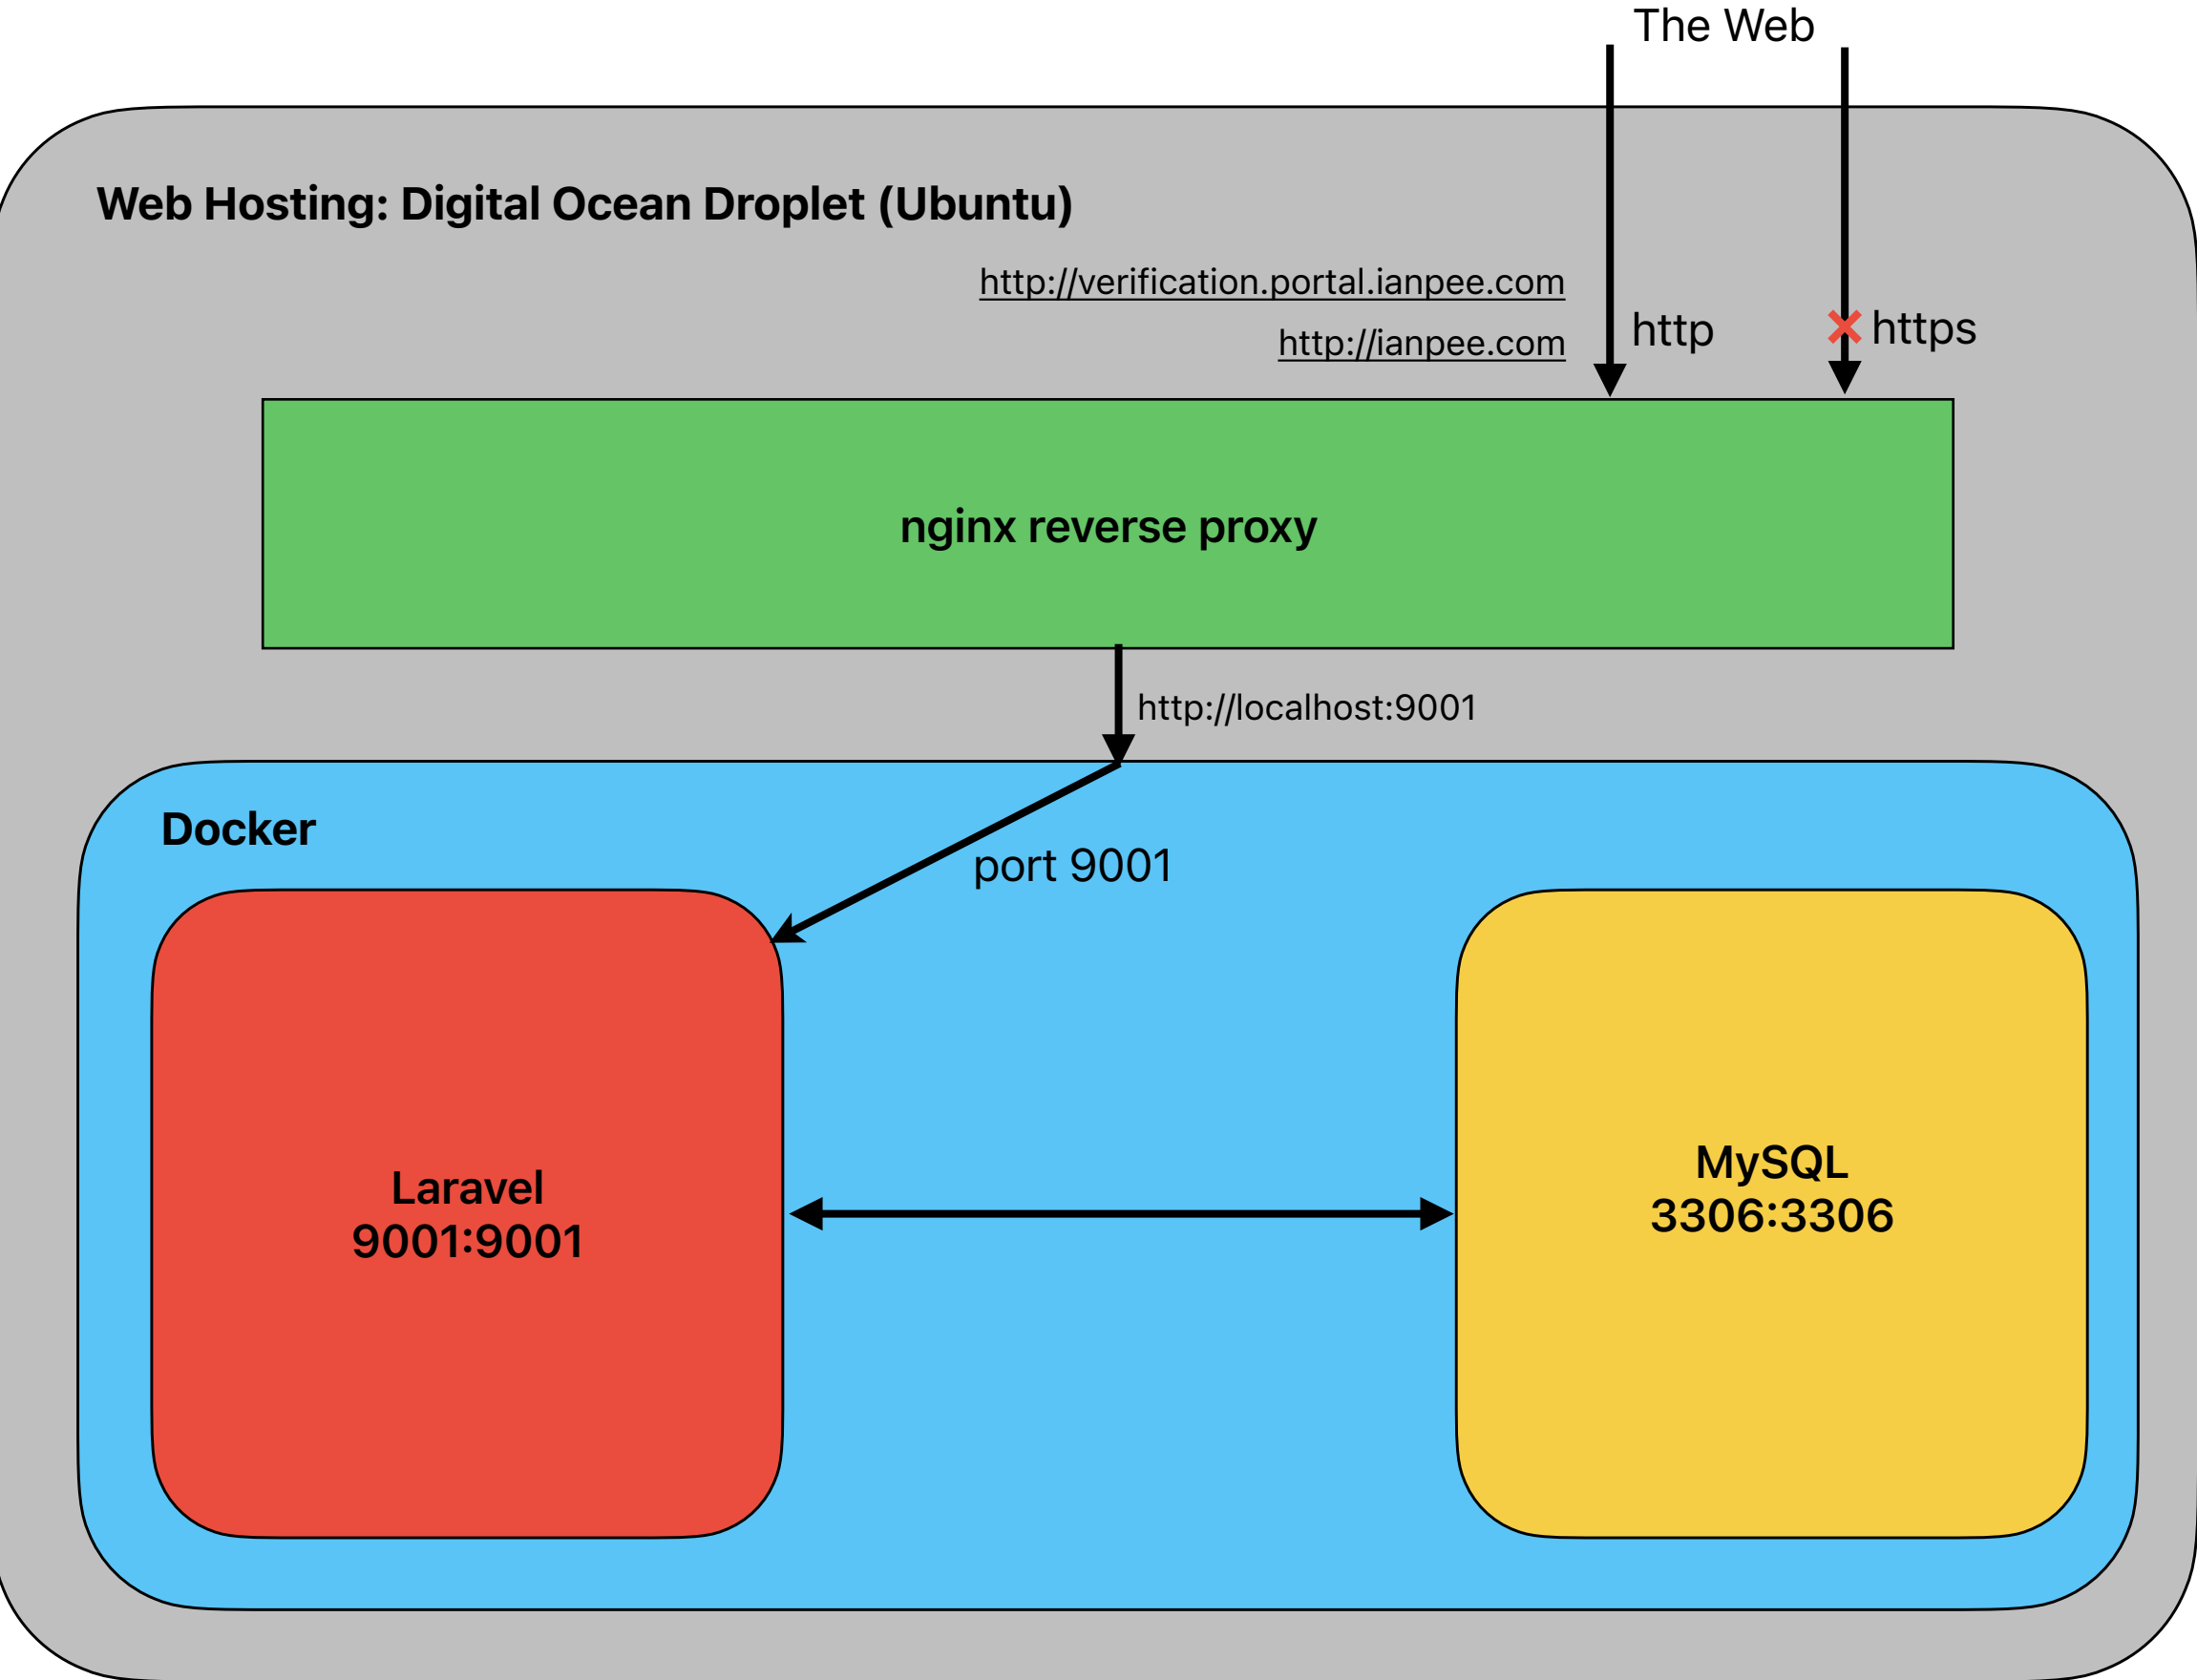 The Web
Web Hosting: Digital Ocean Droplet (Ubuntu)
http://verification.portal.ianpee.com
http://ianpee.com
http
https
nginx reverse proxy
http://localhost:9001
Docker
port 9001
Laravel
9001:9001
MySQL
3306:3306